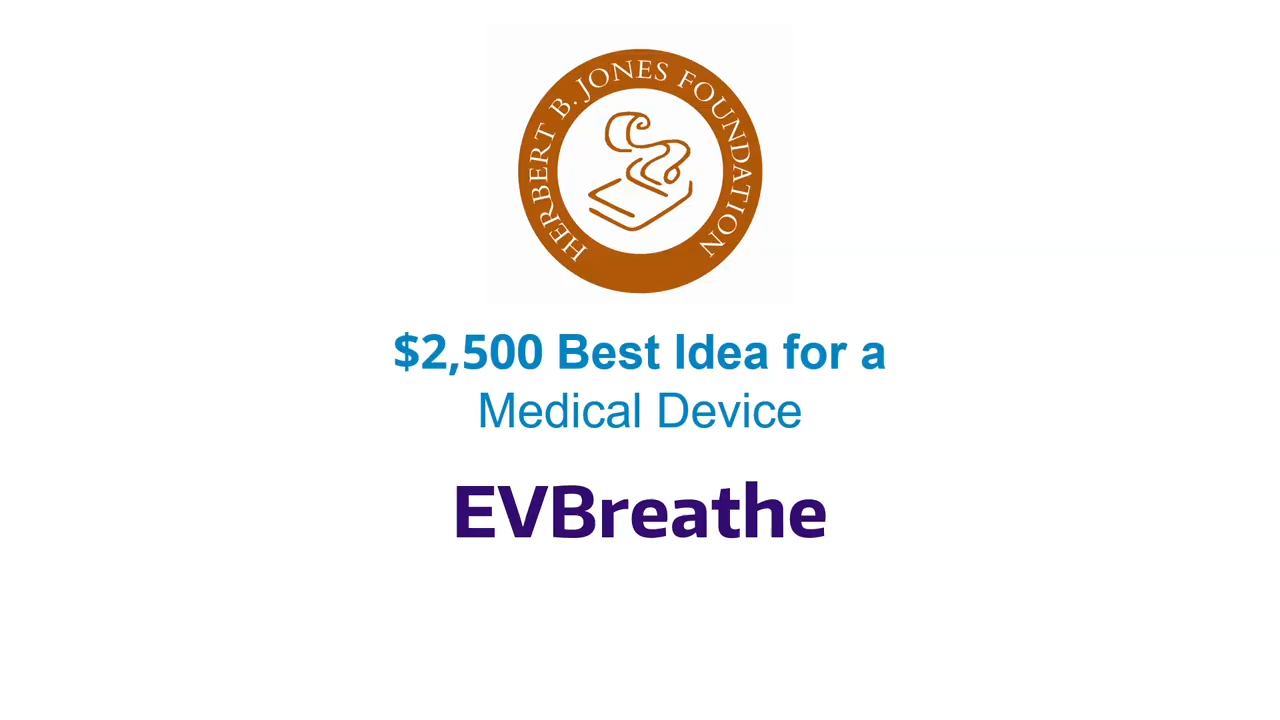 HERBERT B. JONES FOUNDATION
$2,500 Best Idea for a
Medical Device
EVBreathe